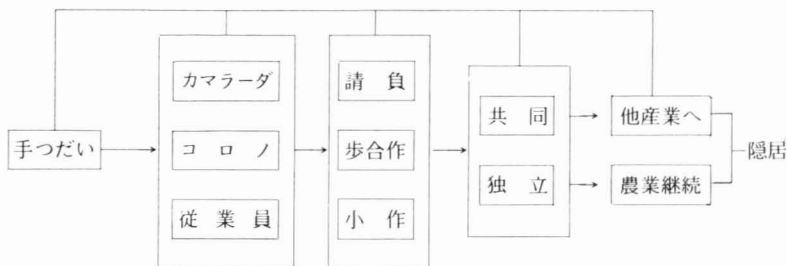 カマラーダ
請負
共同
他産業へ
手つだい
コロノ
歩合作
隠居
独立
農業継続
従業員
小作